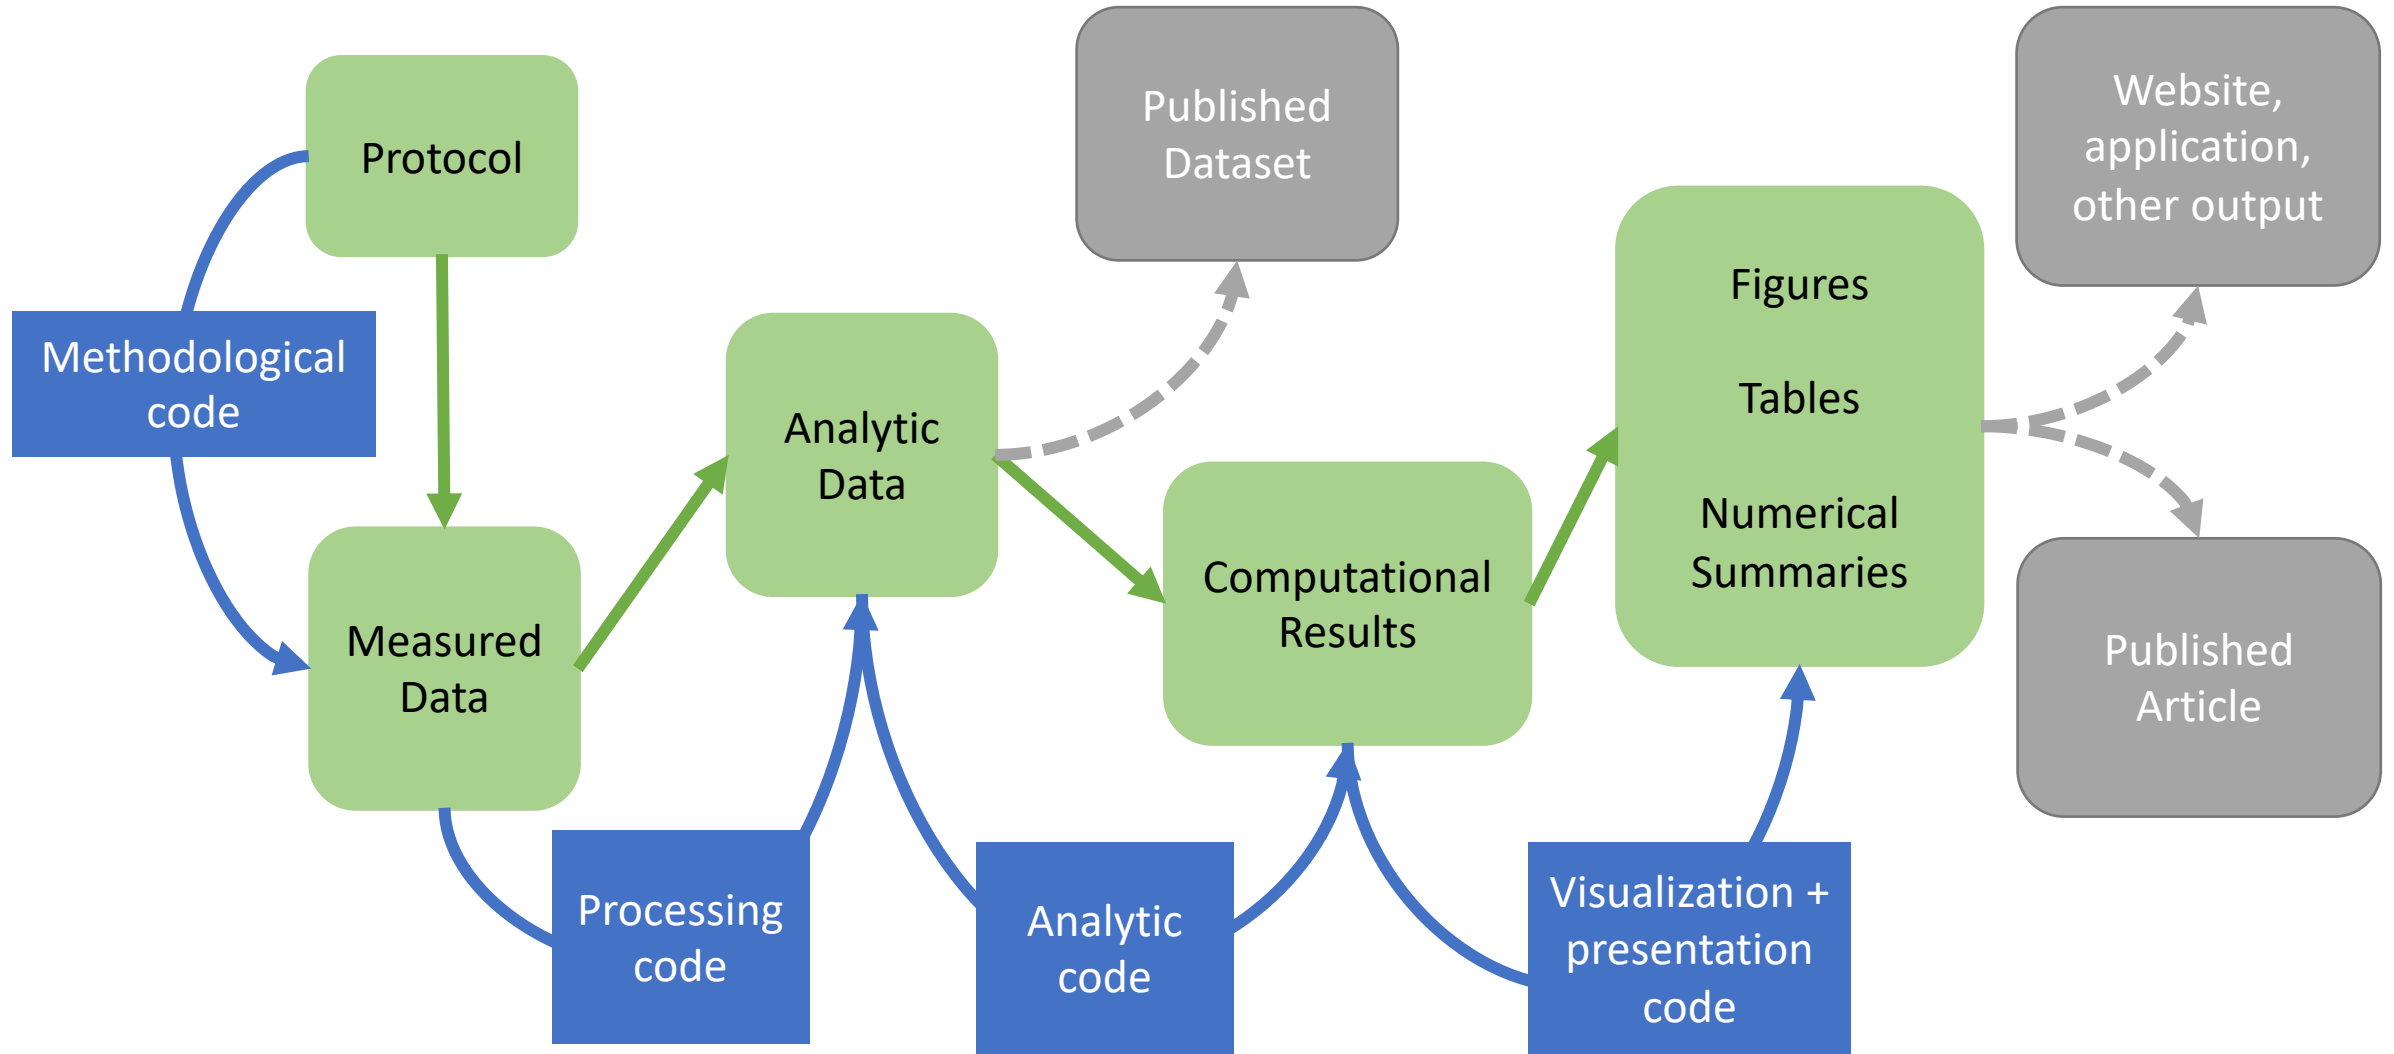 Protocol
Methodological
code
Measured
Data
Processing
code
Analytic
Data
Published
Dataset
Analytic
code
Computational
Results
Visualization +
presentation
code
Figures
Tables
Numerical
Summaries
Website,
application,
other output
Published
Article